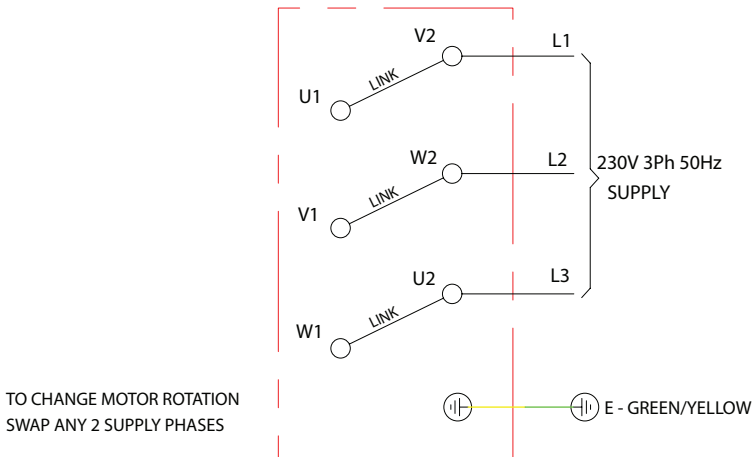 V2
L1
LINK
U1
W2
L2
230V 3Ph 50Hz
SUPPLY
LINK
V1
U2
L3
LINK
W1
TO CHANGE MOTOR ROTATION
SWAP ANY 2 SUPPLY PHASES
E - GREEN/YELLOW